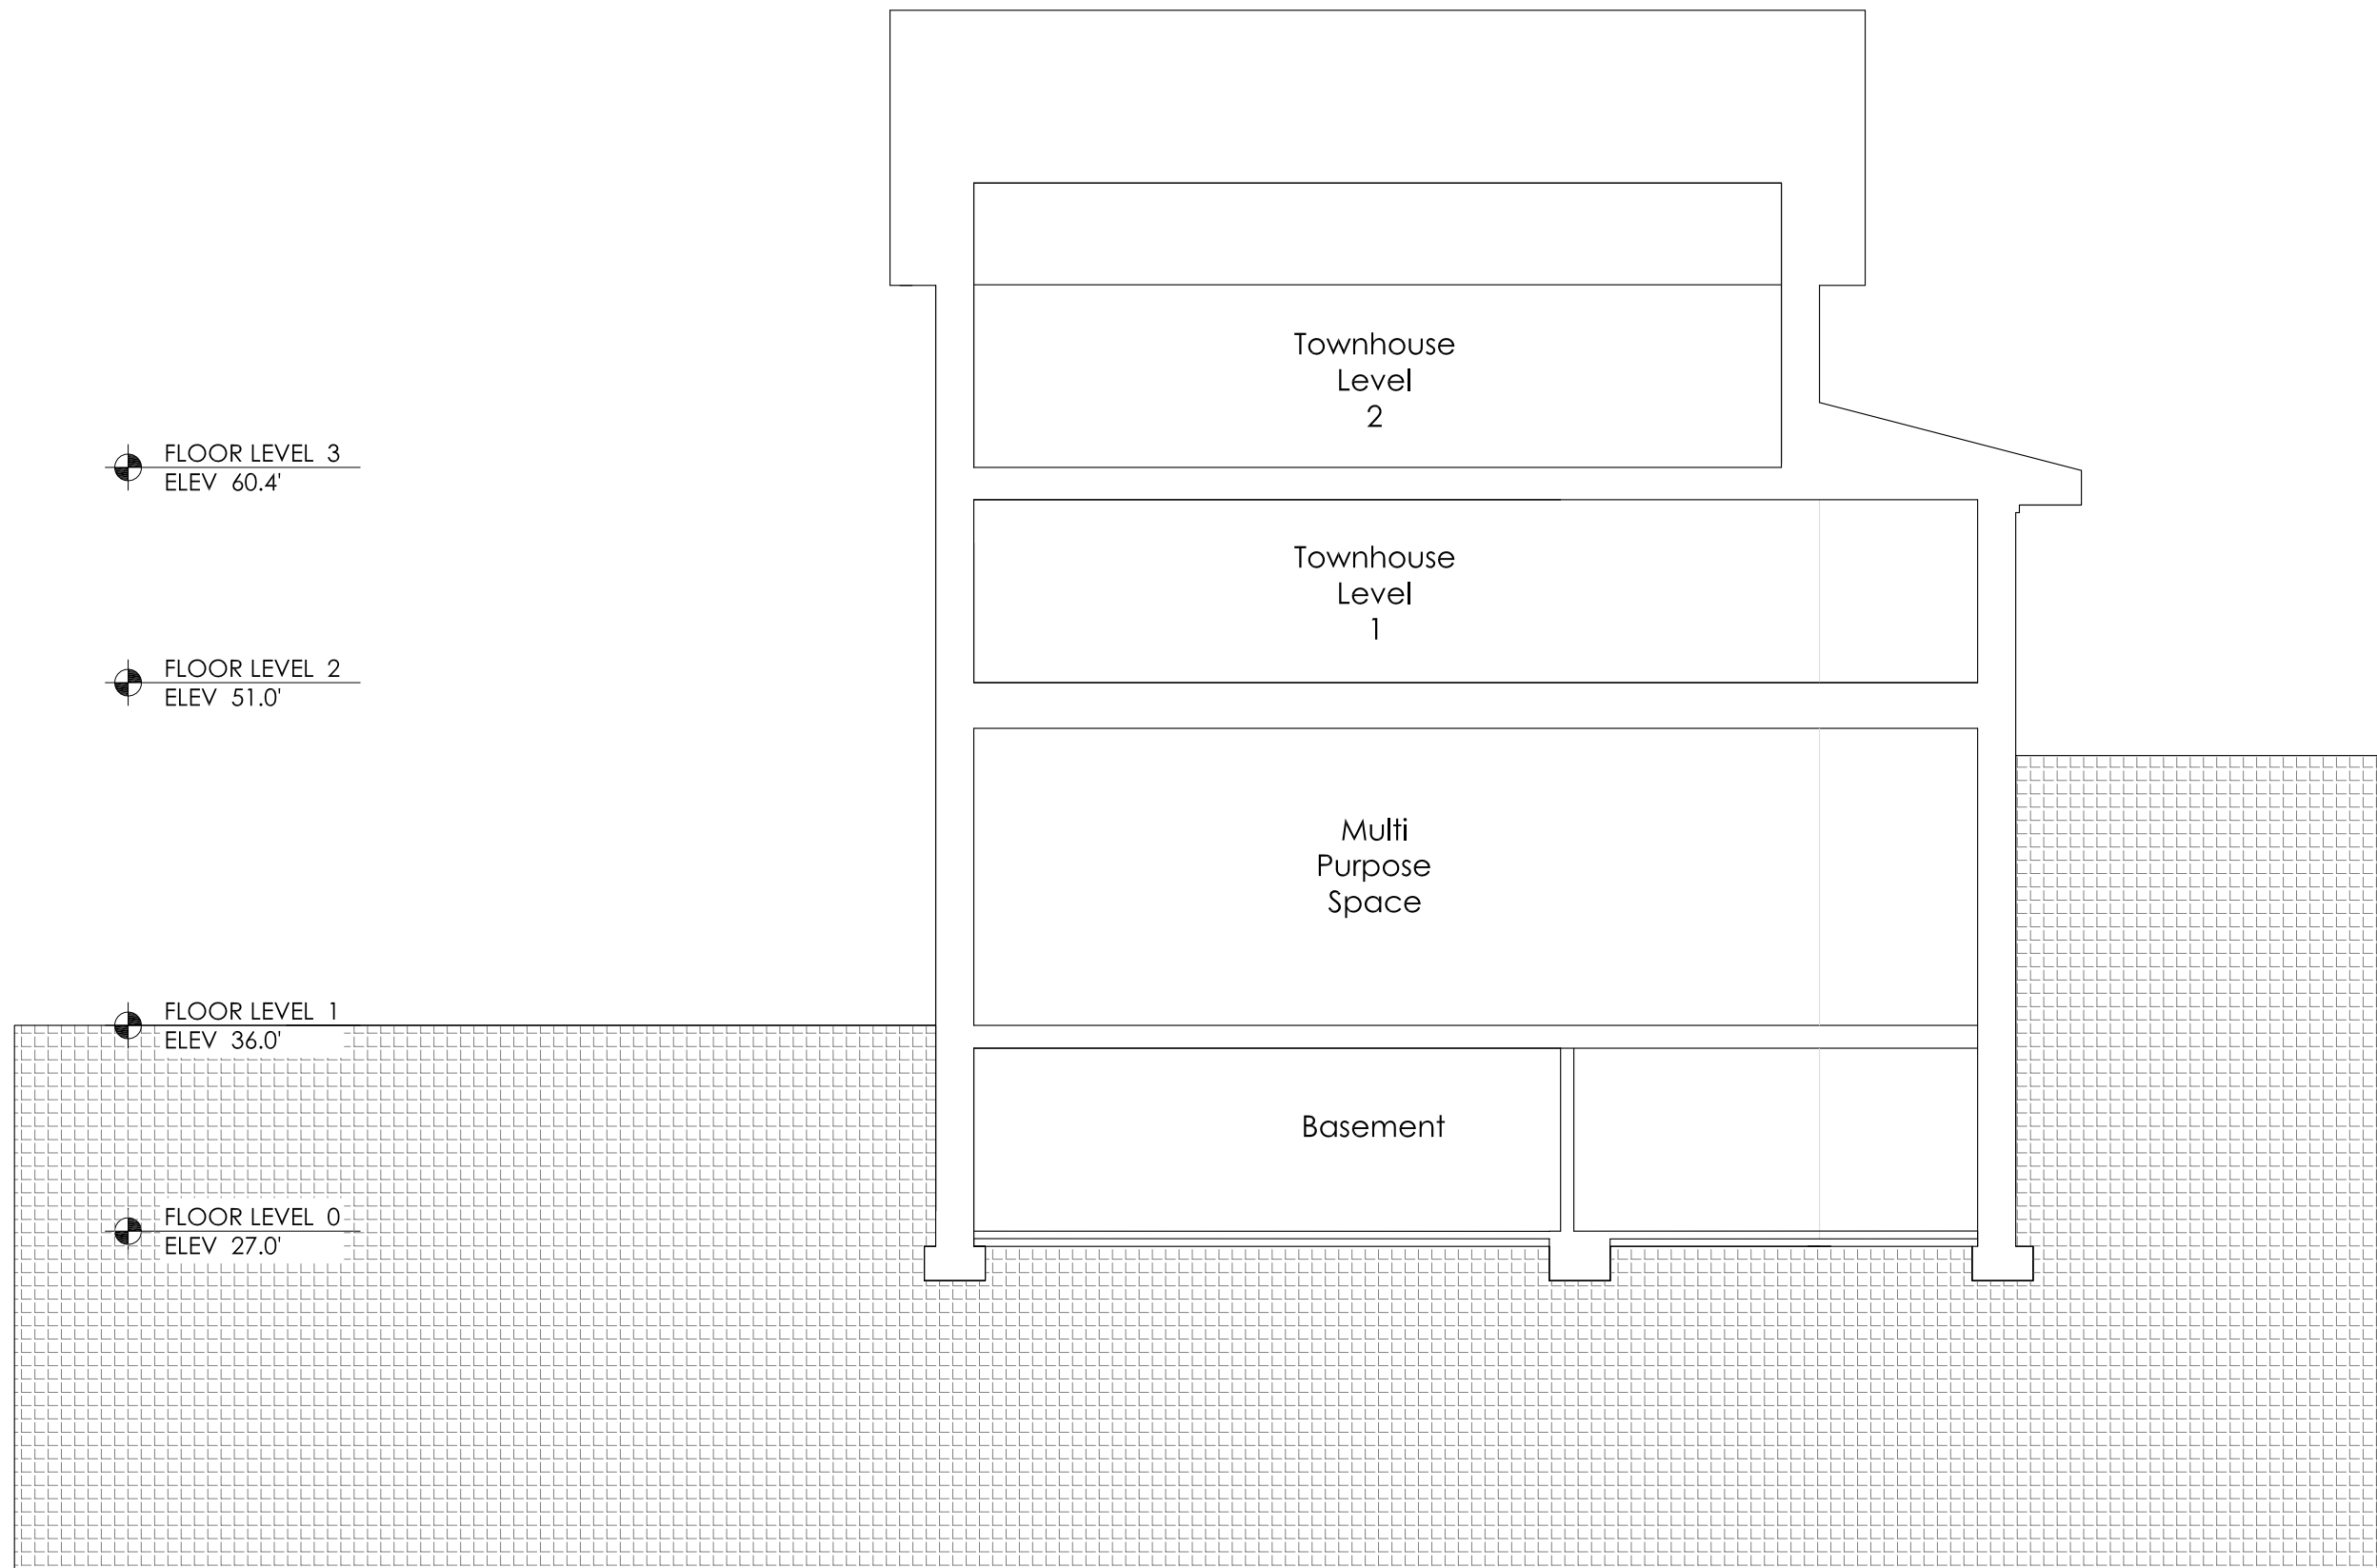 Townhouse
Level
2
FLOOR LEVEL 3
ELEV 60.4'
Townhouse
Level
1
FLOOR LEVEL 2
ELEV 51.0'
Multi
Purpose
Space
FLOOR LEVEL 1
ELEV 36.0'
Basement
FLOOR LEVEL 0
ELEV 27.0'